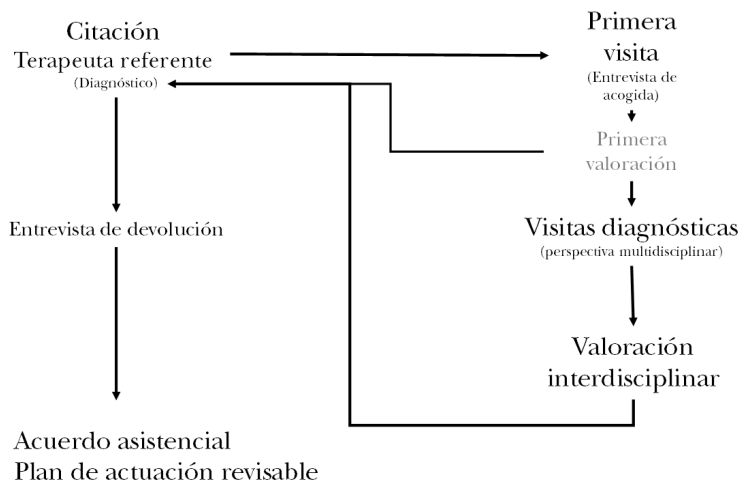 Citación
Terapeuta referente
(Diagnóstico)
Primera
visita
(Entrevista de
acogida)
Primera
valoración
Visitas diagnósticas
(perspectiva multidisciplinar)
Valoración
interdisciplinar
Entrevista de devolución
Acuerdo asistencial
Plan de actuación revisable